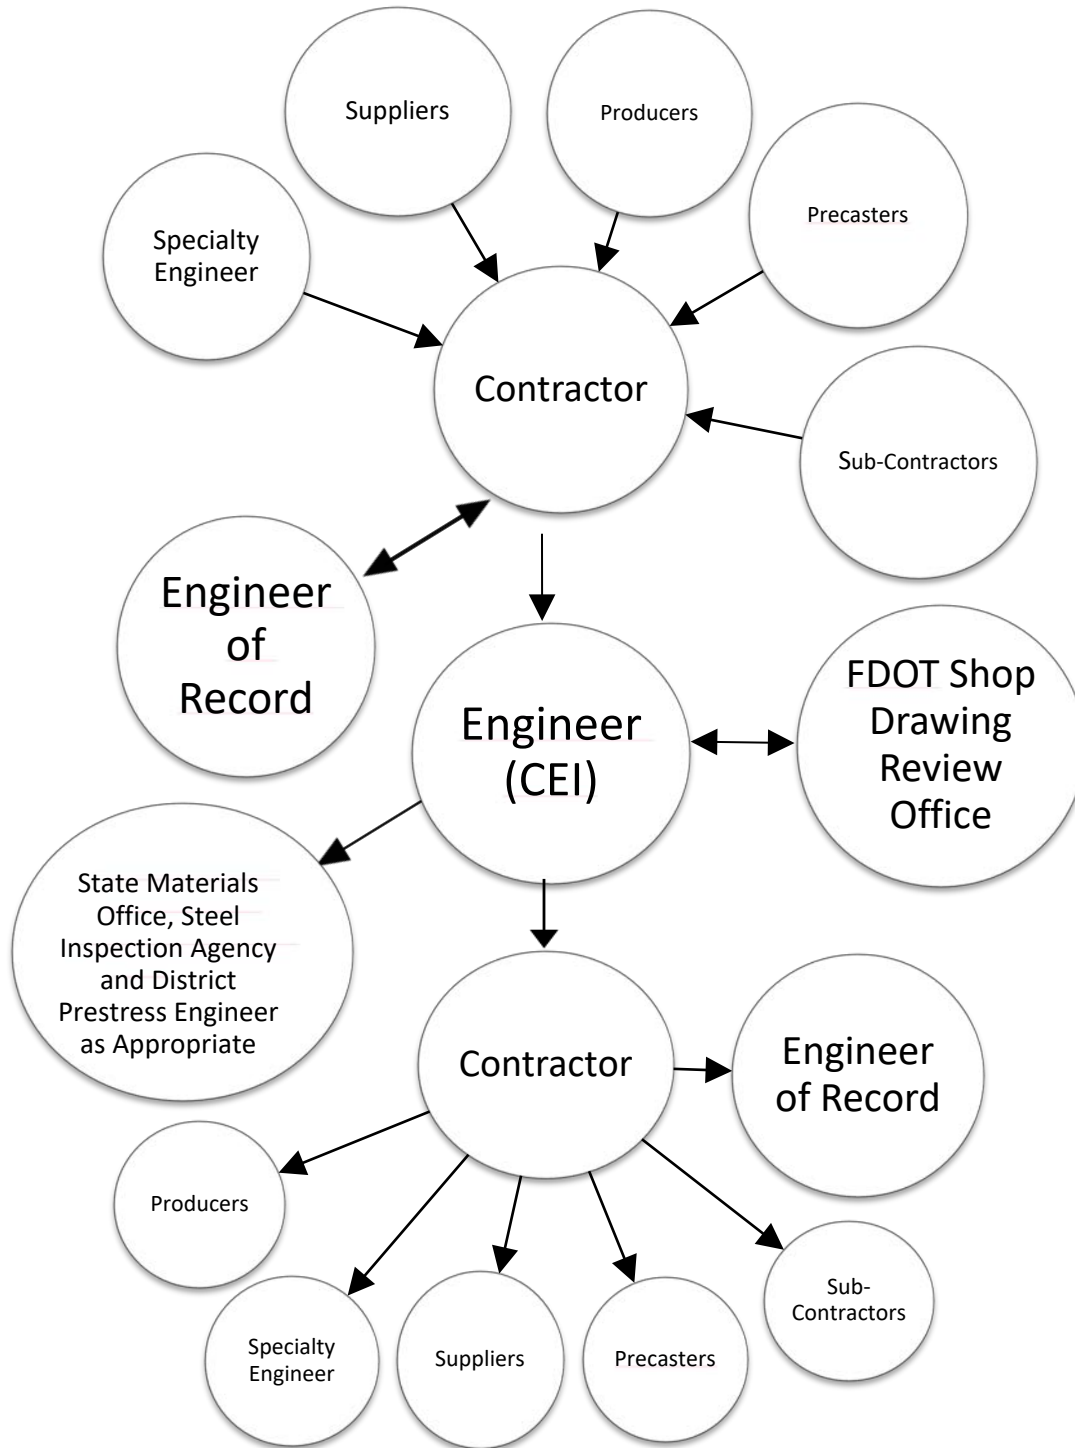 Suppliers
Producers
Precasters
Specialty
Engineer
Contractor
Sub-Contractors
Engineer
of
Record
Engineer
(CEI)
FDOT Shop
Drawing
Review
Office
State Materials
Office, Steel
Inspection Agency
and District
Prestress Engineer
as Appropriate
Contractor
Engineer
of Record
Producers
Specialty
Engineer
Suppliers
Precasters
Sub-
Contractors